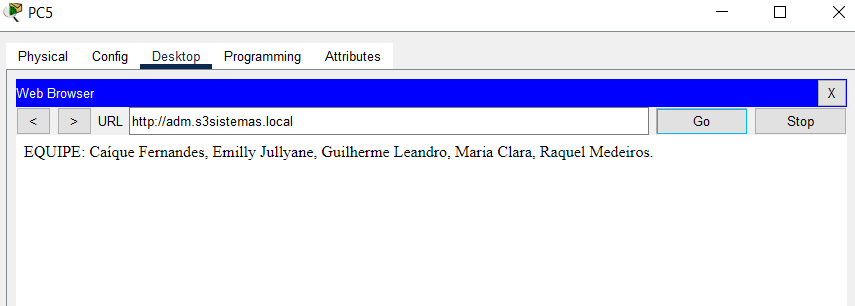 PC5
Physical Config Desktop Programming Attributes
Web Browser X
< > URL http://adm.s3sistemas.local Go Stop
EQUIPE: Caíque Fernandes, Emilly Jullyane, Guilherme Leandro, Maria Clara, Raquel Medeiros.